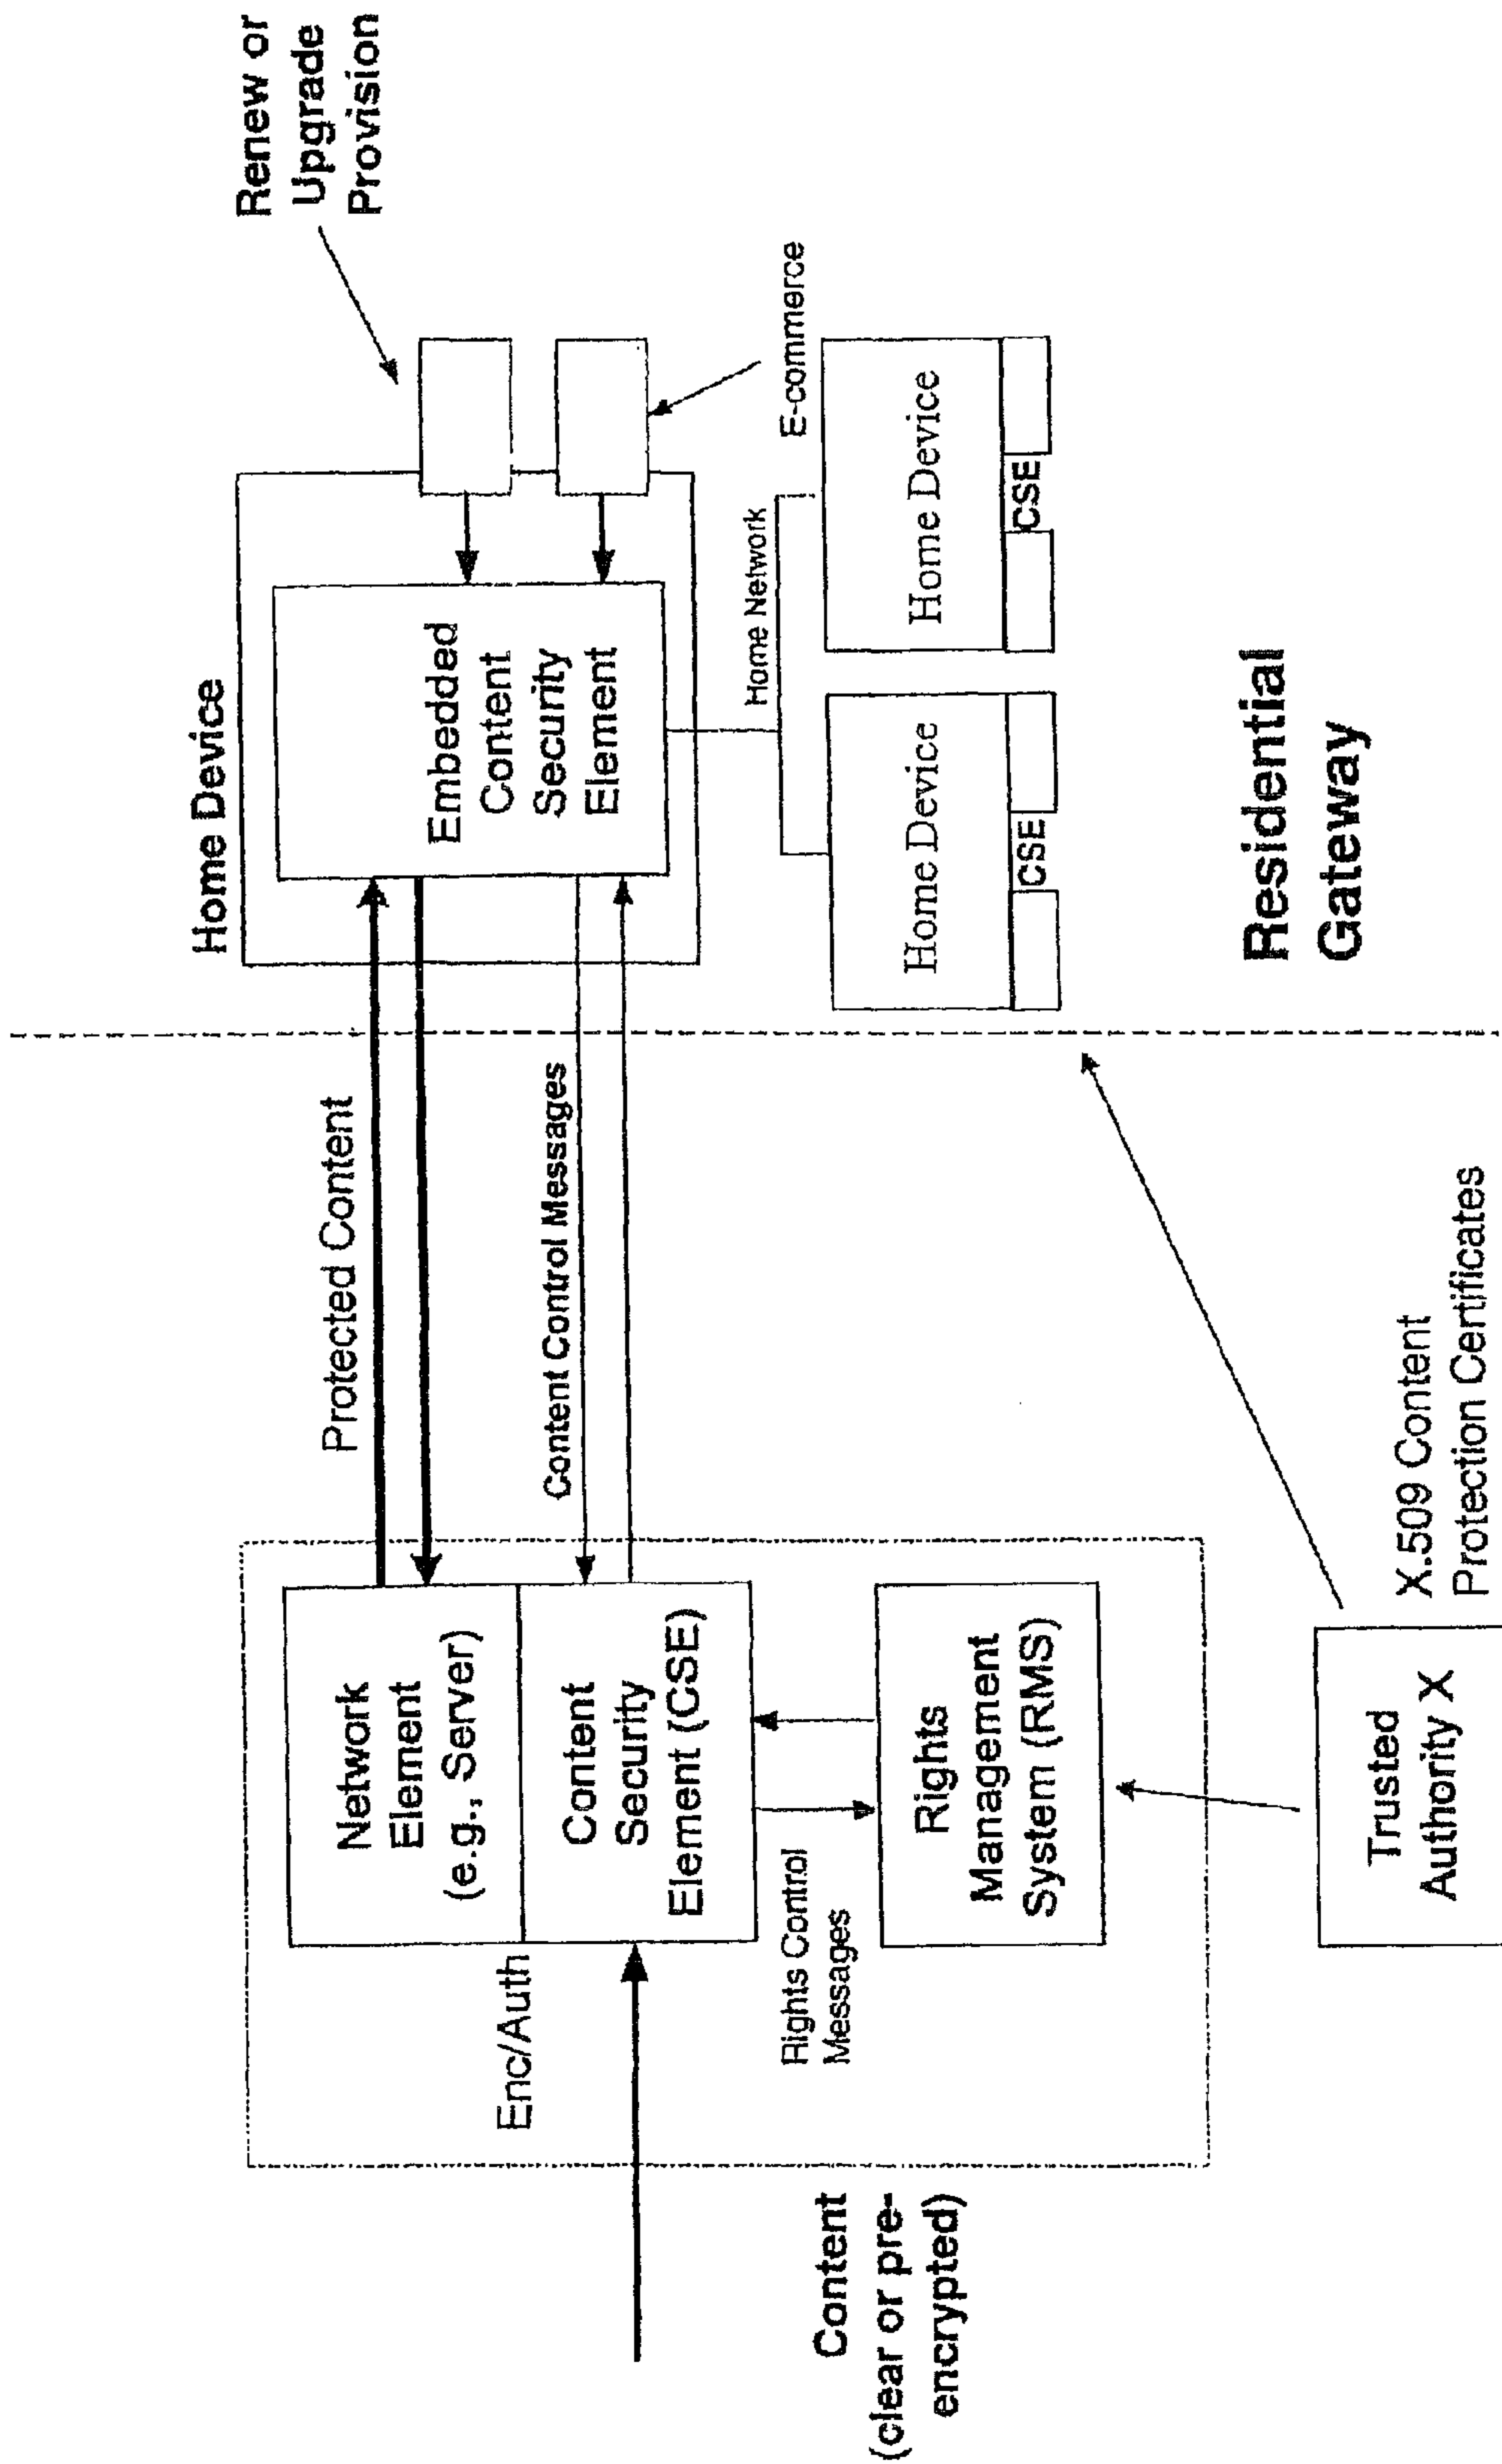 Renew or
Upgrade
Provision
Home Device
Embedded
Content
Security
Element
E-commerce
Home Network
Home Device
CSE
Home Device
CSE
Residential
Gateway
Protected Content
Content Control Messages
Network
Element
(e.g., Server)
Enc/Auth
Content
Security
Element (CSE)
Rights Control
Messages
Rights
Management
System (RMS)
Content
(clear or pre-
encrypted)
Trusted
Authority X
X.509 Content
Protection Certificates